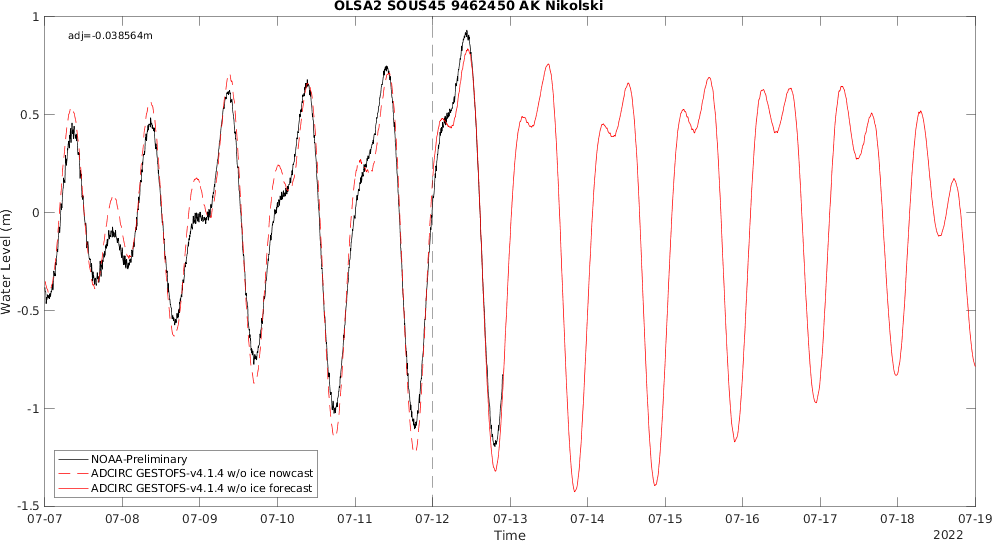 OLSA2 SOUS45 9462450 AK Nikolski
adj=-0.038564m
Water Level (m)
1
0.5
0
-0.5
-1
-1.5
NOAA-Preliminary
ADCIRC GESTOFS-v4.1.4 w/o ice nowcast
ADCIRC GESTOFS-v4.1.4 w/o ice forecast
07-07 07-08 07-09 07-10 07-11 07-12 07-13 07-14 07-15 07-16 07-17 07-18 07-19
Time
2022